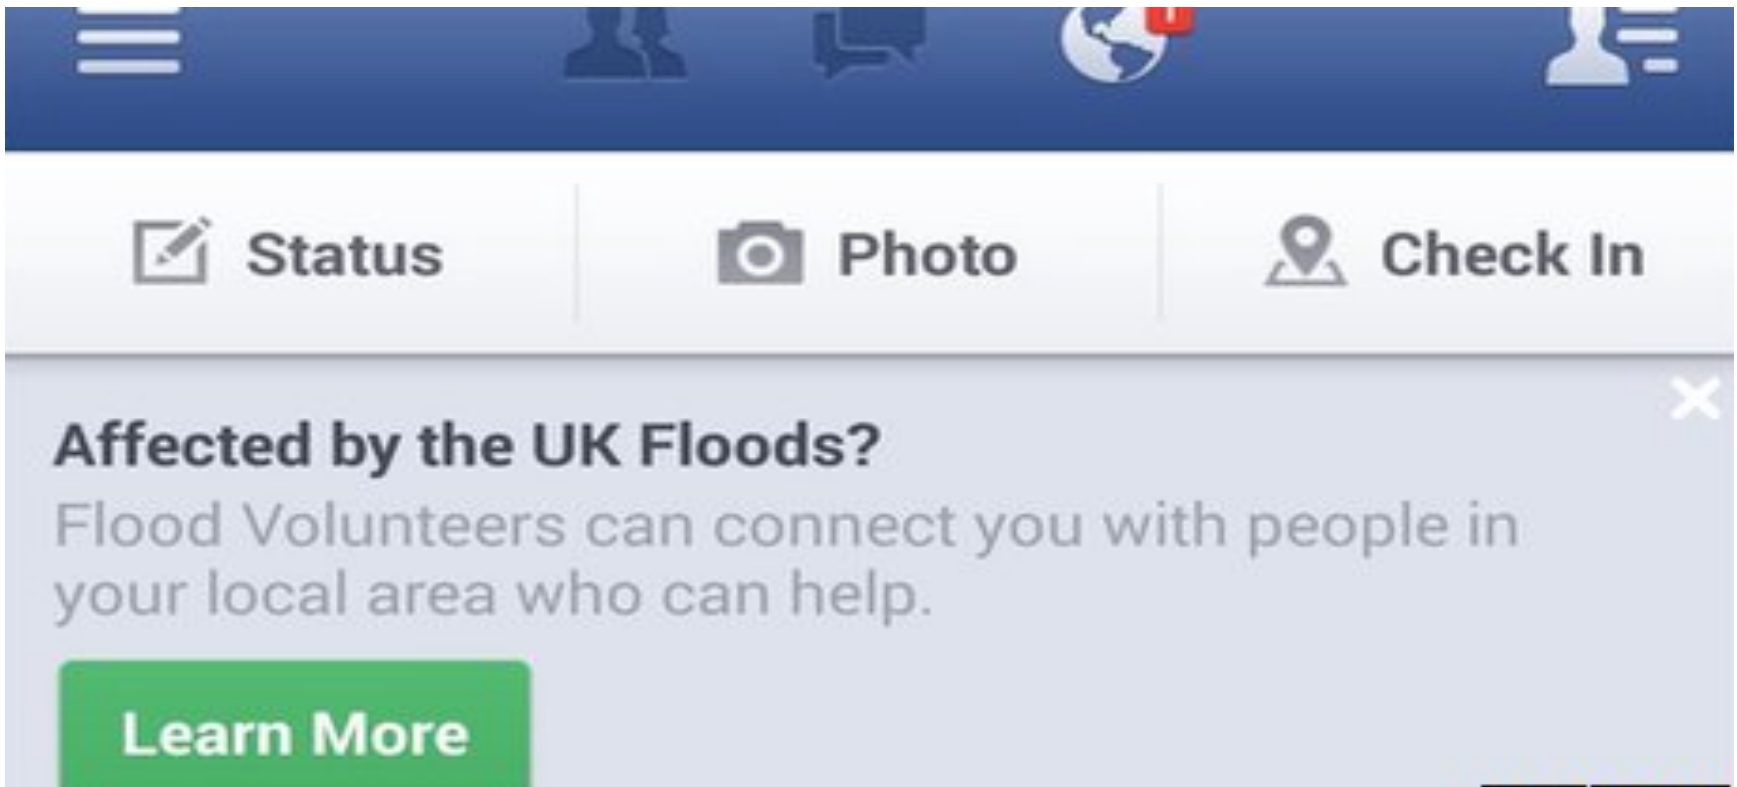 Status
Photo
Check In
Affected by the UK Floods?
Flood Volunteers can connect you with people in
your local area who can help.
Learn More